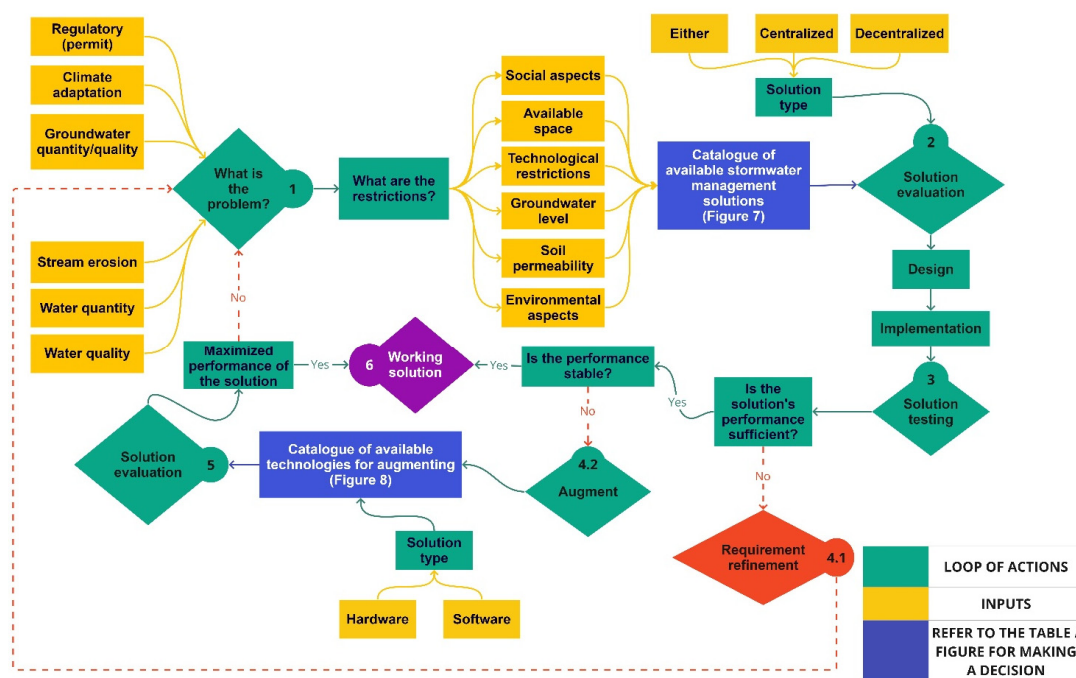 Regulatory
(permit)
Climate
adaptation
Groundwater
quantity/quality
What is
the
problem?
1
Stream erosion
Water quantity
Water quality
What are the
restrictions?
Social aspects
Available
space
Technological
restrictions
Groundwater
level
Soil
permeability
Environmental
aspects
Catalogue of
available stormwater
management
solutions
(Figure 7)
Either
Centralized
Decentralized
Solution
type
2
Solution
evaluation
Design
Implementation
3
Solution
testing
Is the
solution's
performance
sufficient?
Yes
No
Requirement
refinement
4.1
Is the performance
stable?
Yes
No
4.2
Augment
6
Working
solution
Catalogue of available
technologies for augmenting
(Figure 8)
Solution
type
Hardware
Software
Solution
evaluation
5
Maximized
performance of
the solution
Yes
No
LOOP OF ACTIONS
INPUTS
REFER TO THE TABLE
FIGURE FOR MAKING
A DECISION